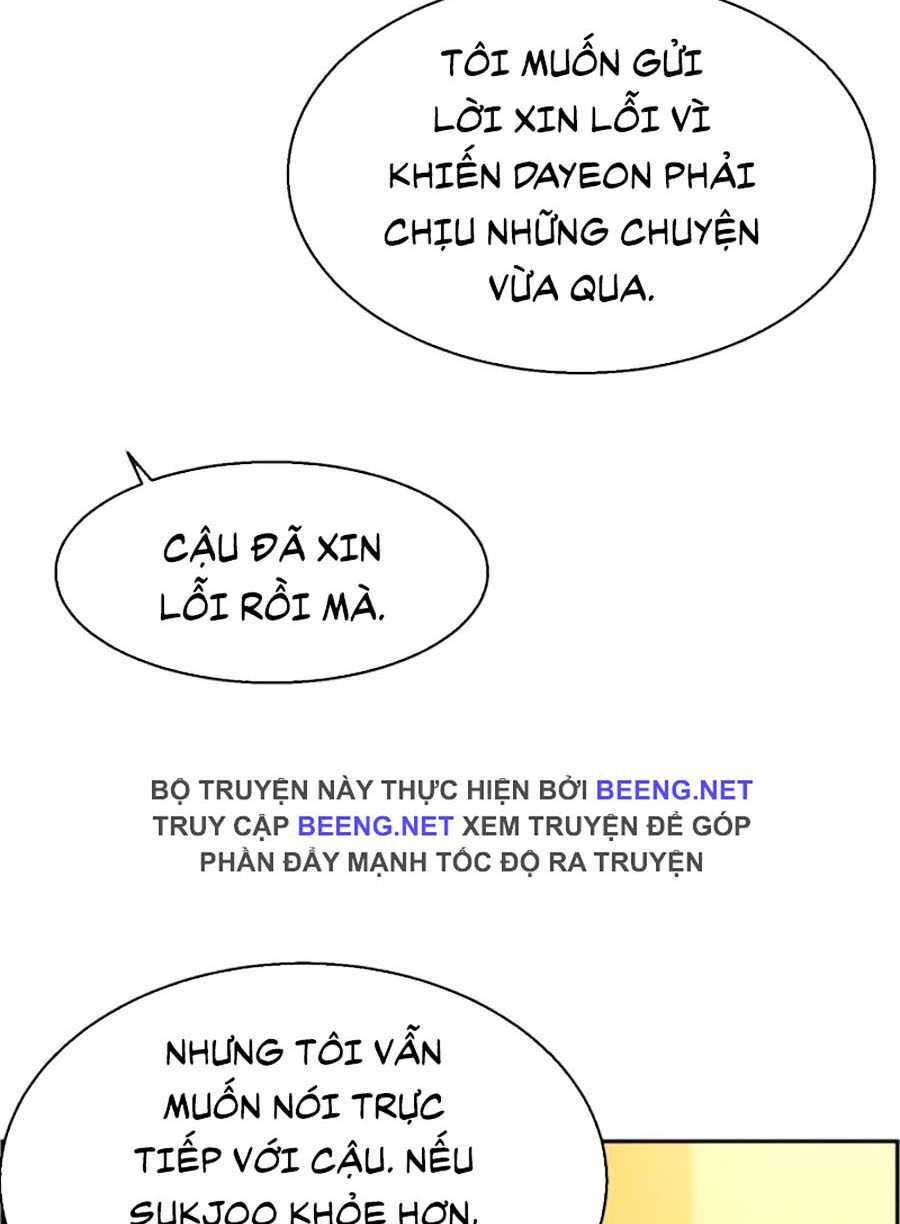 TÔI MUỐN GỬI
LỜI XIN LỖI VÌ
KHIẾN DAYEON PHẢI
CHỊU NHỮNG CHUYỆN
VỪA QUA.
CẬU ĐÃ XIN
LỖI RỒI MÀ.
BỘ TRUYỆN NÀY THỰC HIỆN BỞI BEENG.NET
TRUY CẬP BEENG.NET XEM TRUYỆN ĐỂ GÓP
PHẦN ĐẨY MẠNH TỐC ĐỘ RA TRUYỆN
NHƯNG TÔI VẪN
MUỐN NÓI TRỰC
TIẾP VỚI CẬU. NẾU
SUKJOO KHỎE HƠN,